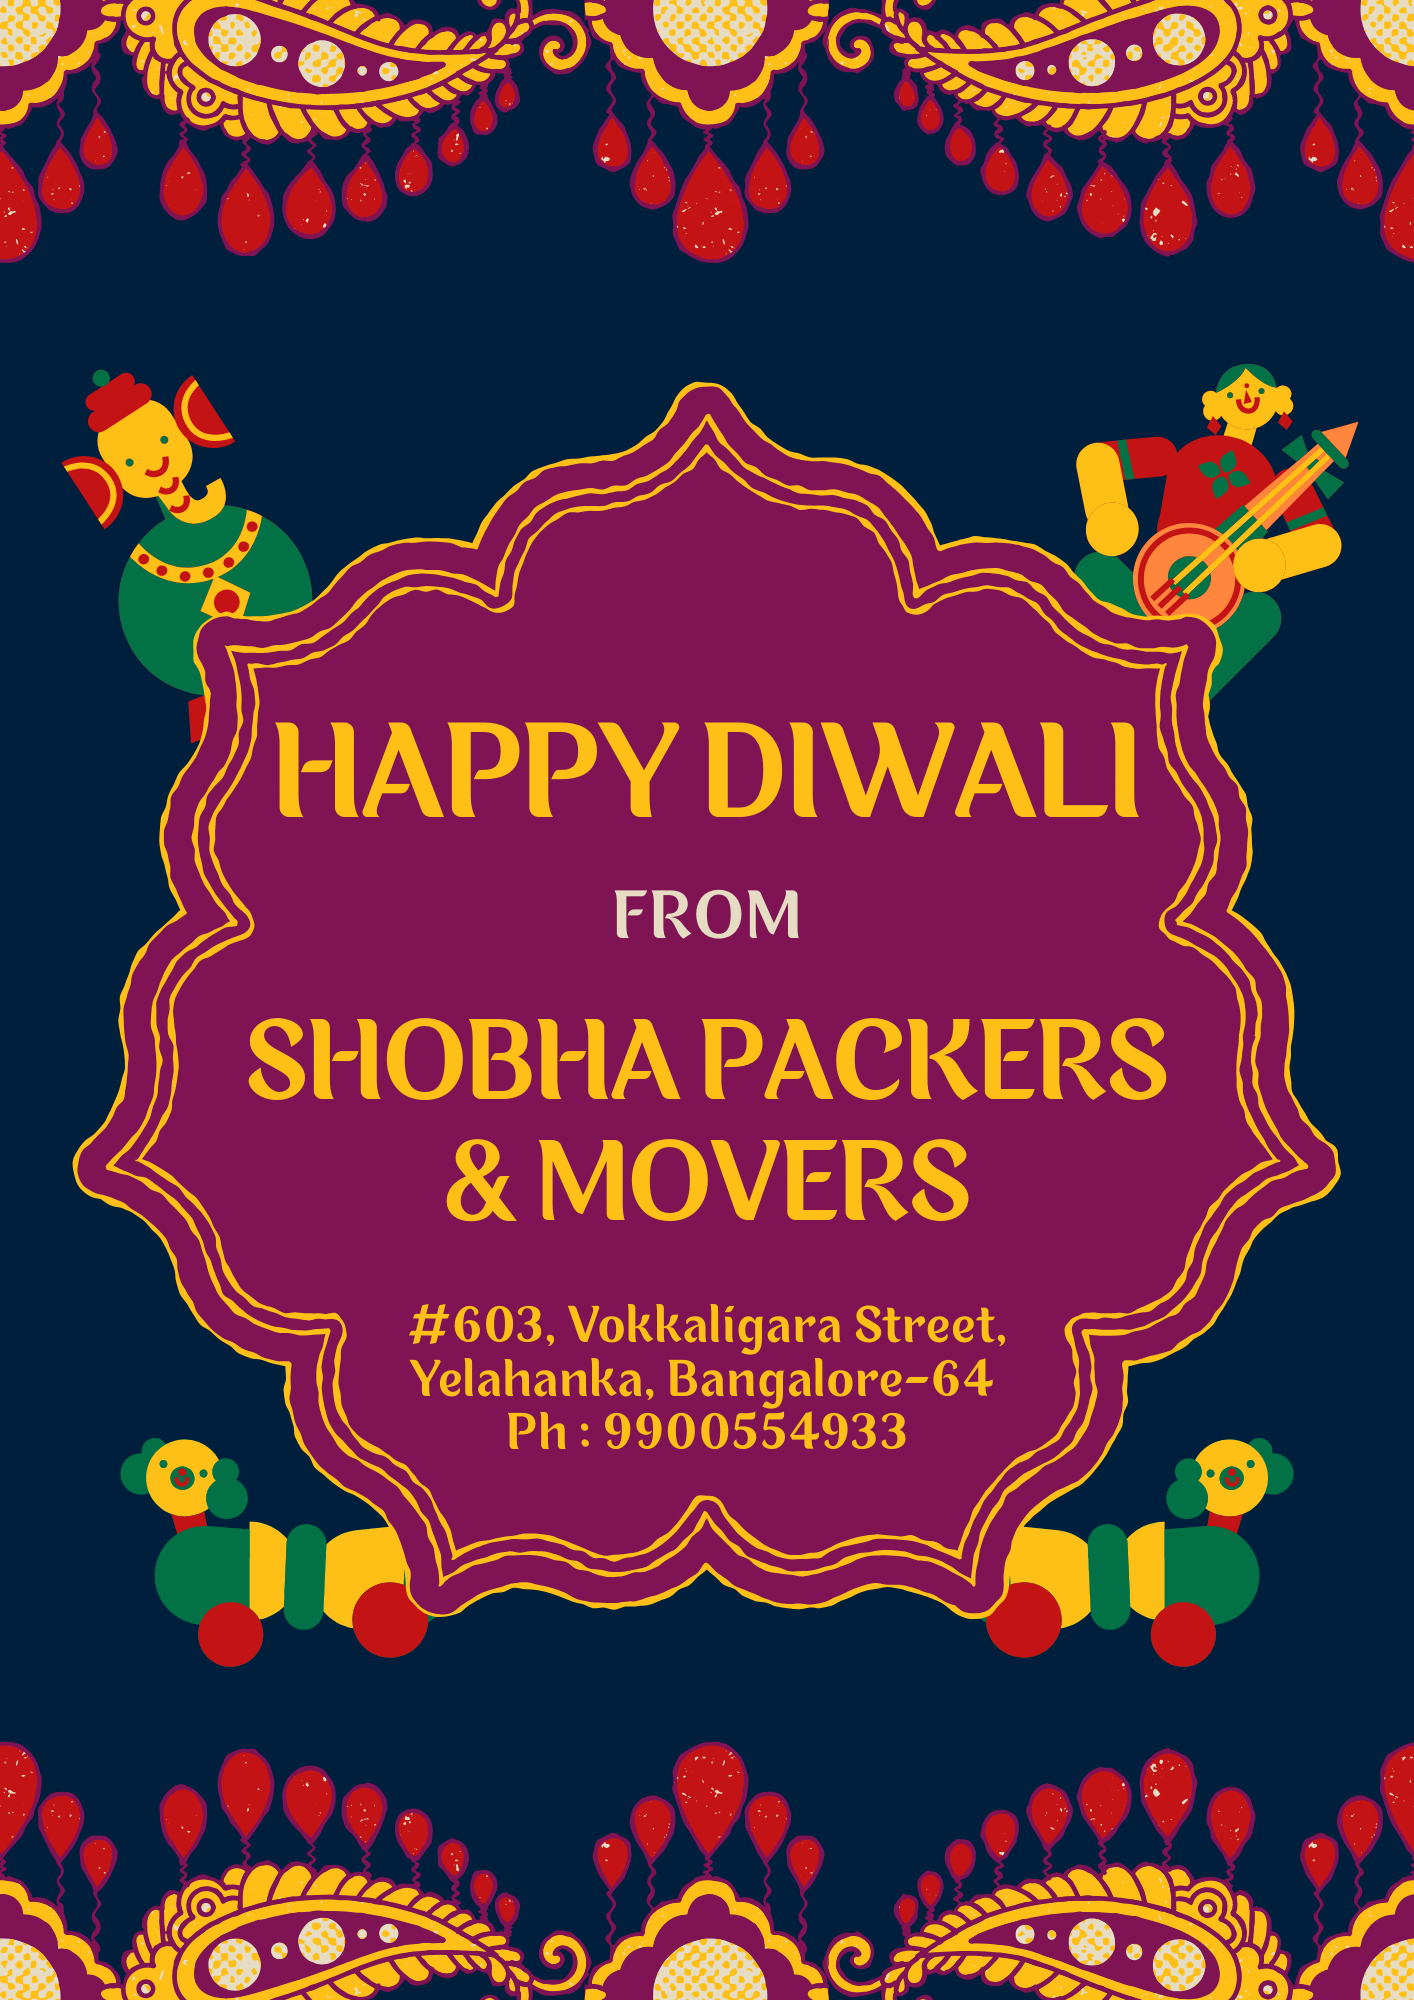 HAPPY DIWALI
FROM
SHOBHA PACKERS
& MOVERS
#603, Vokkaligara Street,
Yelahanka, Bangalore-64
Ph : 9900554933